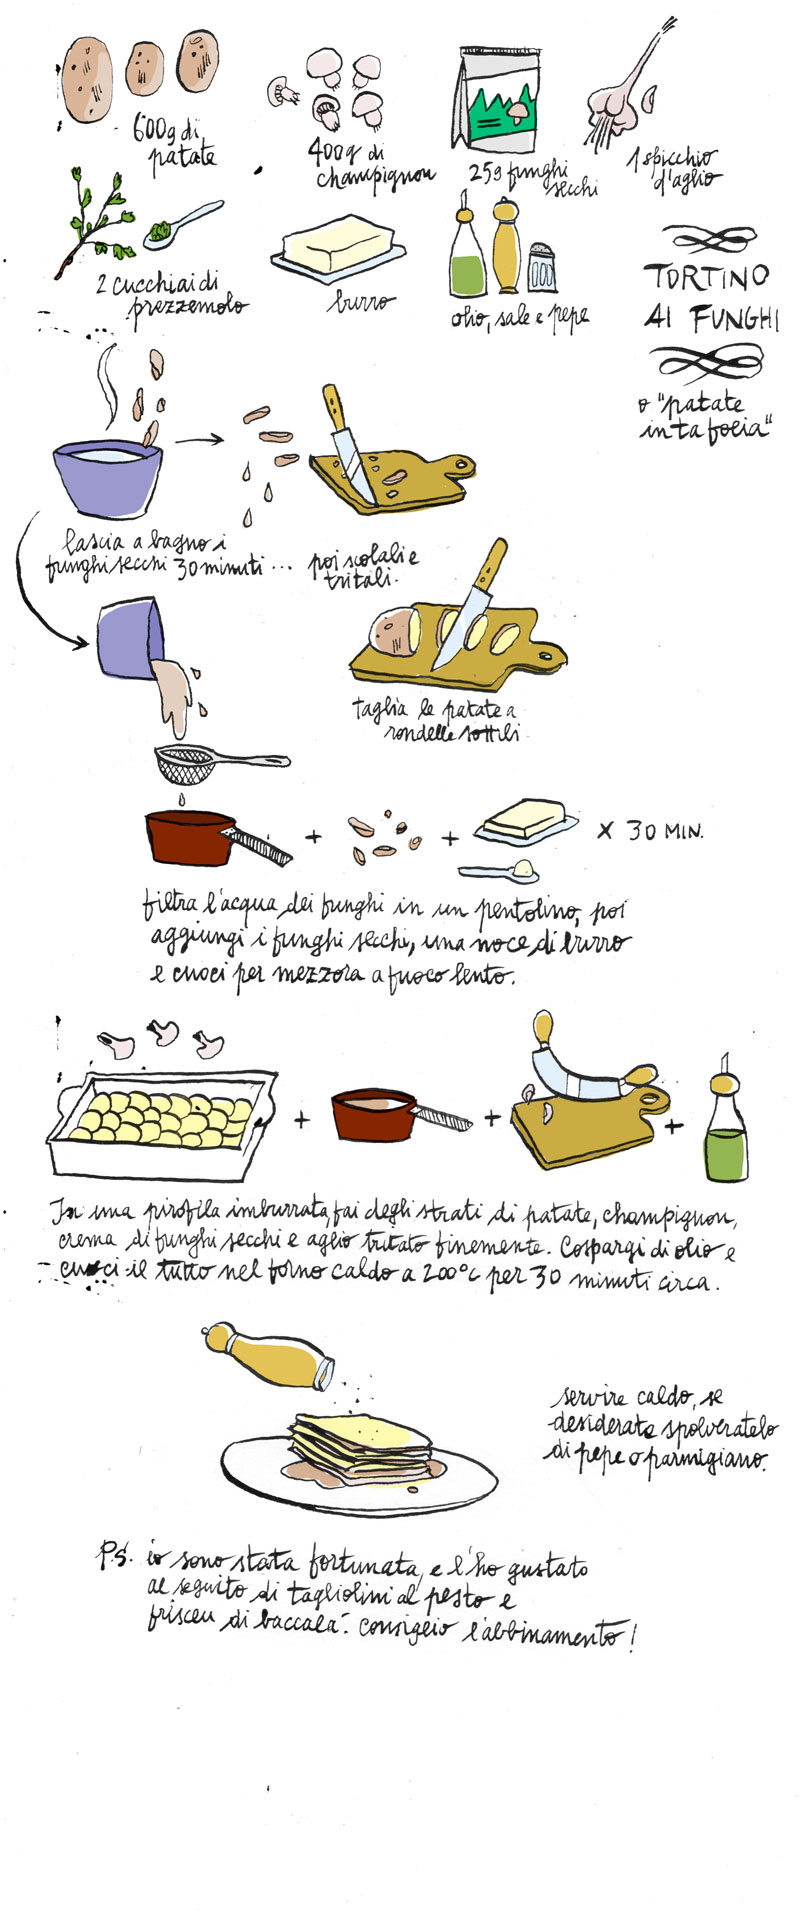 600g di
patate
400g di
champignon
25g funghi
secchi
1 spicchio
d'aglio
2 cucchiai di
prezzemolo
burro
olio, sale e pepe
TORTINO
AI FUNGHI
o "patate
in ta focia"
lascia a bagno i
funghi secchi 30 minuti ...
poi scolali e
tritali.
taglia le patate a
rondelle sottili
+ + X 30 MIN.
filtra l'acqua dei funghi in un pentolino, poi
aggiungi i funghi secchi, una noce di burro
e cuoci per mezzora a fuoco lento.
+ + +
In una pirofila imburrata, fai degli strati di patate, champignon,
crema di funghi secchi e aglio tritato finemente. Cospargi di olio e
cuoci il tutto nel forno caldo a 200°C per 30 minuti circa.
servire caldo, se
desiderate spolveratelo
di pepe o parmigiano.
P.S. io sono stata fortunata, e l'ho gustato
al seguito di tagliolini al pesto e
frisceu di baccalà. Consiglio l'abbinamento!